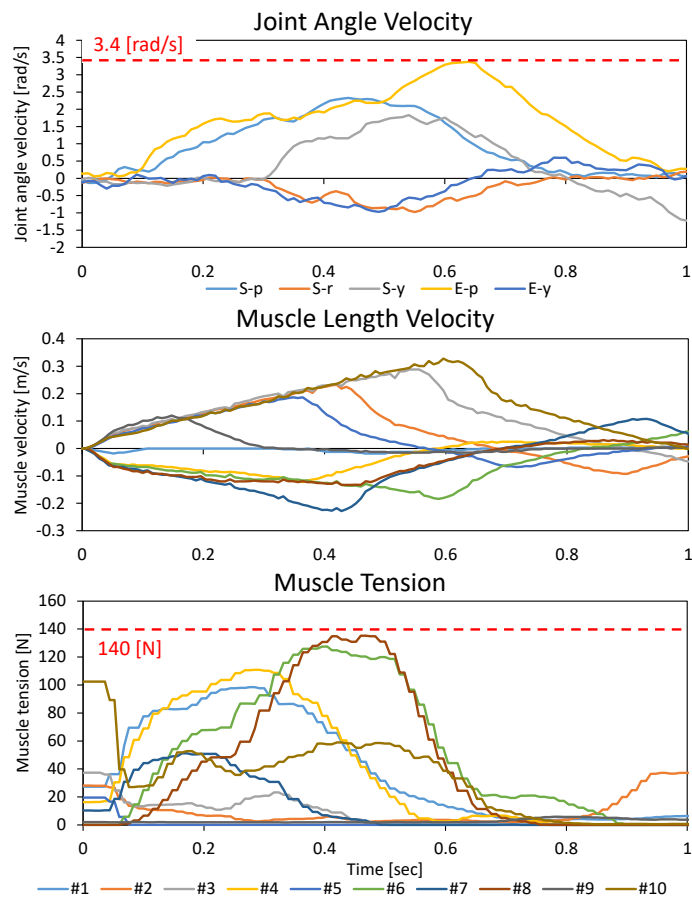 Joint Angle Velocity
3.4 [rad/s]
Joint angle velocity [rad/s]
4
3.5
3
2.5
2
1.5
1
0.5
0
-0.5
-1
-1.5
-2
0 0.2 0.4 0.6 0.8 1
S-p S-r S-y E-p E-y
Muscle Length Velocity
Muscle velocity [m/s]
0.4
0.3
0.2
0.1
0
-0.1
-0.2
-0.3
0 0.2 0.4 0.6 0.8 1
Muscle Tension
140 [N]
Muscle tension [N]
160
140
120
100
80
60
40
20
0
0 0.2 0.4 0.6 0.8 1
Time [sec]
#1 #2 #3 #4 #5 #6 #7 #8 #9 #10